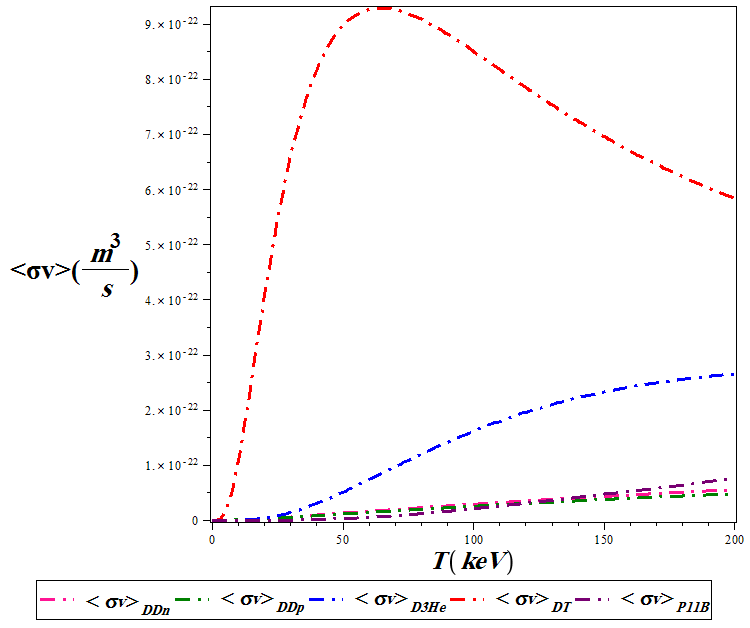 9.×10⁻²²
8.×10⁻²²
7.×10⁻²²
6.×10⁻²²
5.×10⁻²²
<σv>(m³/s)
4.×10⁻²²
3.×10⁻²²
2.×10⁻²²
1.×10⁻²²
0
0 50 100 150 200
T( keV)
< σv> DDn < σv> DDp < σv> D3He < σv> DT < σv> P11B